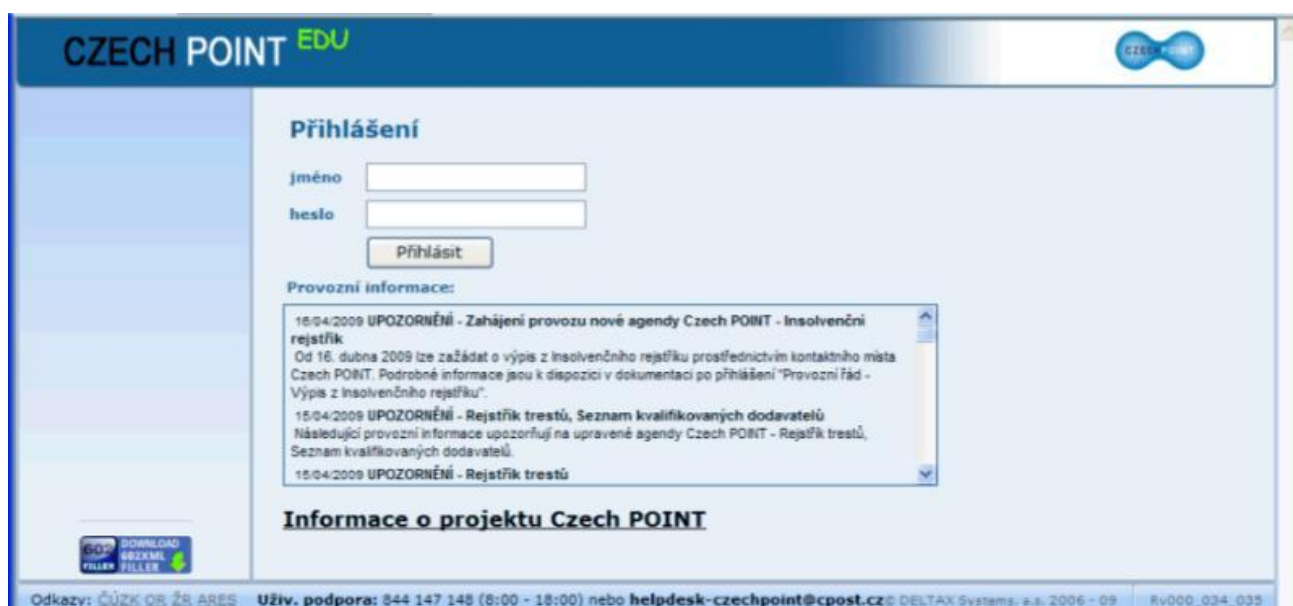 CZECH POINT EDU
CZECH POINT
Přihlášení
jméno
heslo
Přihlásit
Provozní informace:
16/04/2009 UPOZORNĚNÍ - Zahájení provozu nové agendy Czech POINT - Insolvenční
rejstřík
Od 16. dubna 2009 lze zažádat o výpis z Insolvenčního rejstříku prostřednictvím kontaktního místa
Czech POINT. Podrobné informace jsou k dispozici v dokumentaci po přihlášení "Provozní řád -
Výpis z Insolvenčního rejstříku".
15/04/2009 UPOZORNĚNÍ - Rejstřík trestů, Seznam kvalifikovaných dodavatelů
Následující provozní informace upozorňují na upravené agendy Czech POINT - Rejstřík trestů,
Seznam kvalifikovaných dodavatelů.
15/04/2009 UPOZORNĚNÍ - Rejstřík trestů
Informace o projektu Czech POINT
602 DOWNLOAD
602XML
FILLER FILLER
Odkazy: ČÚZK OR ŽR ARES Uživ. podpora: 844 147 148 (8:00 - 18:00) nebo helpdesk-czechpoint@cpost.cz © DELTAX Systems, a.s. 2006 - 09 Rv000_034_035